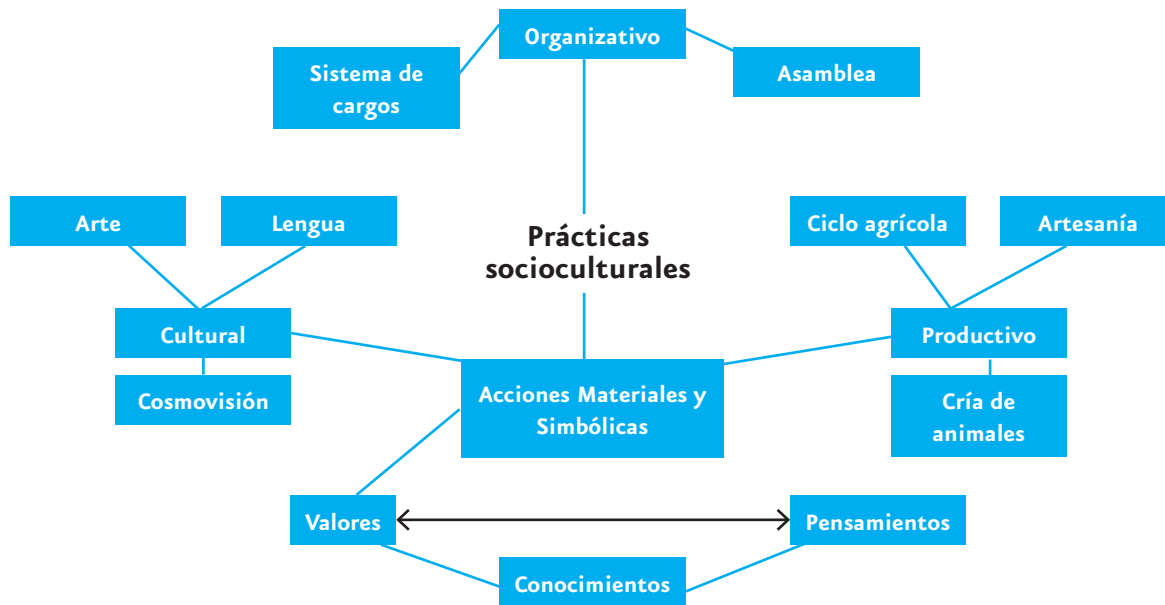 Organizativo
Sistema de
cargos
Asamblea
Arte
Lengua
Ciclo agrícola
Artesanía
Prácticas
socioculturales
Cultural
Productivo
Cosmovisión
Acciones Materiales y
Simbólicas
Cría de
animales
Valores
Pensamientos
Conocimientos